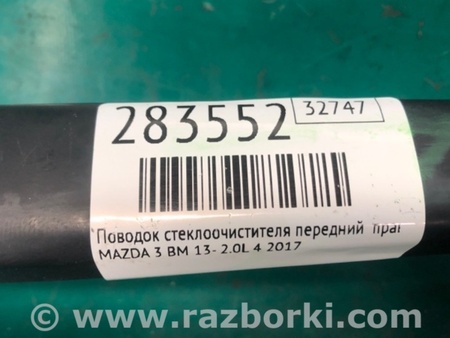 283552 32747
Поводок стеклоочистителя передний прав
MAZDA 3 BM 13- 2.0L 4 2017
© www.razborki.com